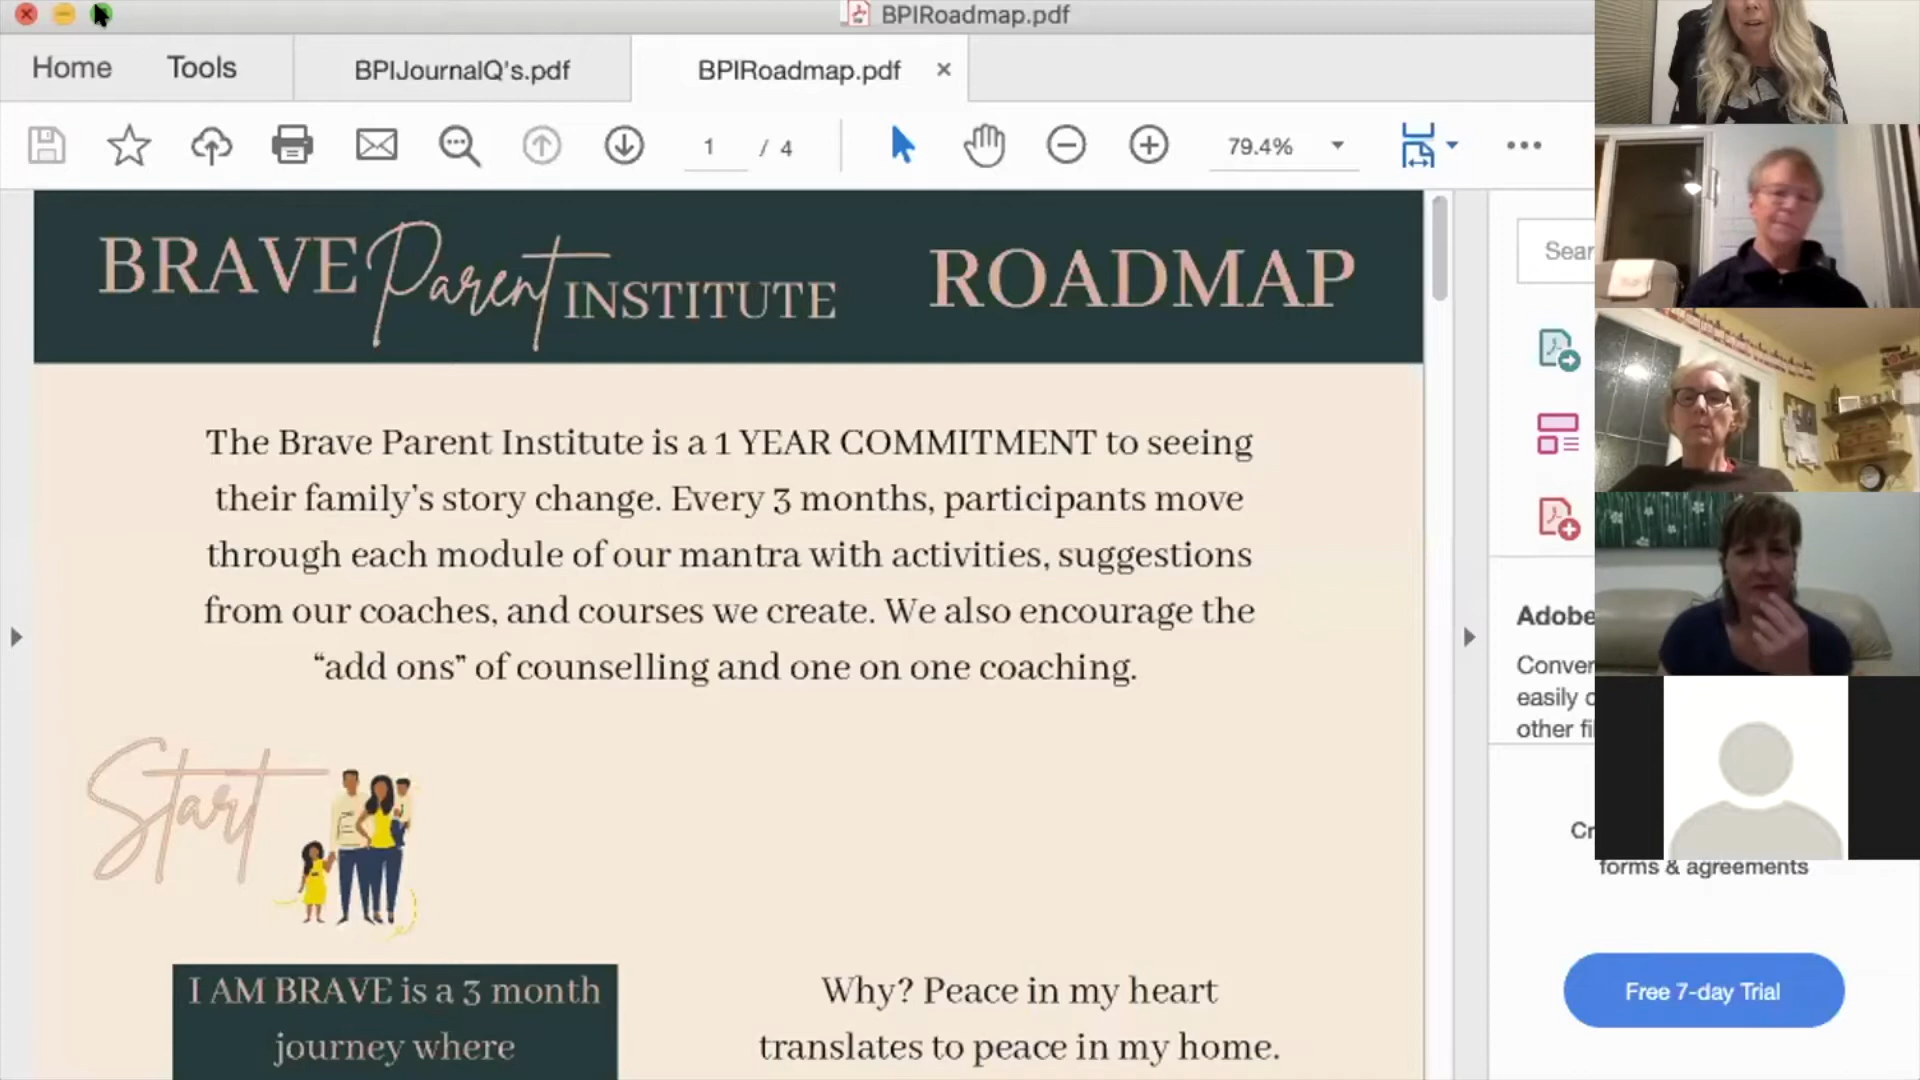 BPIRoadmap.pdf
Home
Tools
BPIJournalQ's.pdf
BPIRoadmap.pdf
1 / 4
79.4%
BRAVE Parent INSTITUTE
ROADMAP
The Brave Parent Institute is a 1 YEAR COMMITMENT to seeing
their family’s story change. Every 3 months, participants move
through each module of our mantra with activities, suggestions
from our coaches, and courses we create. We also encourage the
“add ons” of counselling and one on one coaching.
Start
I AM BRAVE is a 3 month
journey where
Why? Peace in my heart
translates to peace in my home.
Sear
Adobe
Conver
easily
other
forms & agreements
Free 7-day Trial